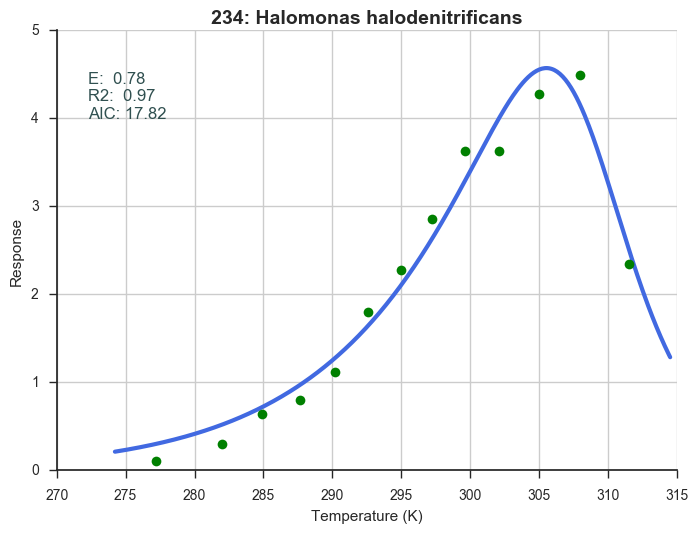 234: Halomonas halodenitrificans
E:  0.78
R2:  0.97
AIC: 17.82
Response
5
4
3
2
1
0
270 275 280 285 290 295 300 305 310 315
Temperature (K)